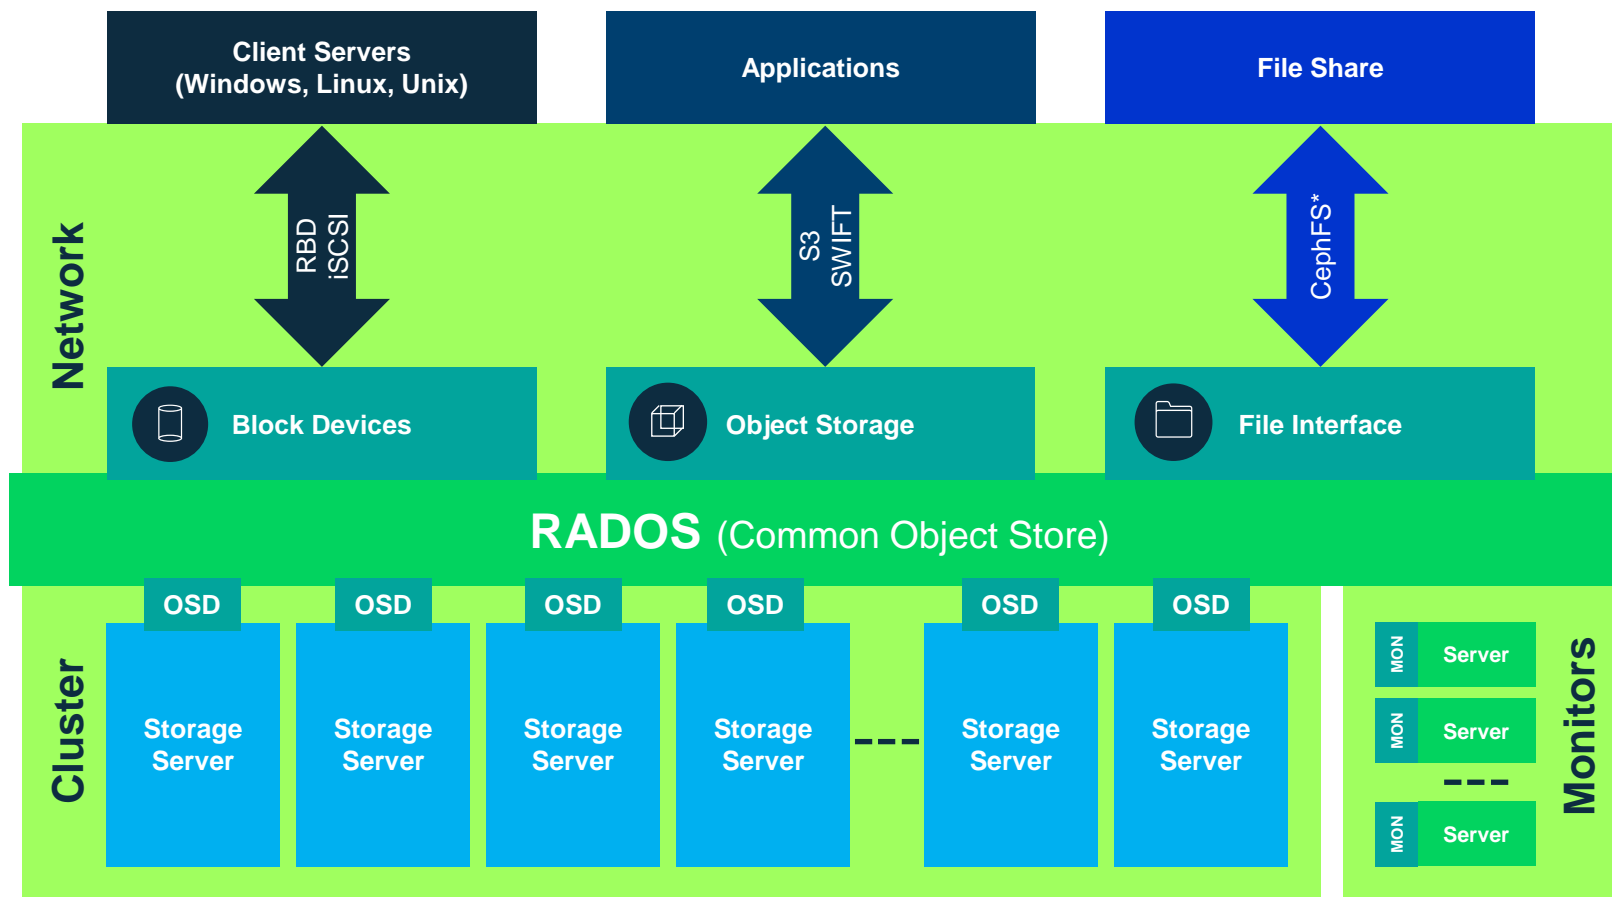 Client Servers
(Windows, Linux, Unix)
Applications
File Share
Network
RBD
iSCSI
S3
SWIFT
CephFS*
Block Devices
Object Storage
File Interface
RADOS (Common Object Store)
Cluster
OSD
OSD
OSD
OSD
OSD
OSD
Storage
Server
Storage
Server
Storage
Server
Storage
Server
Storage
Server
Storage
Server
MON
Server
MON
Server
MON
Server
Monitors